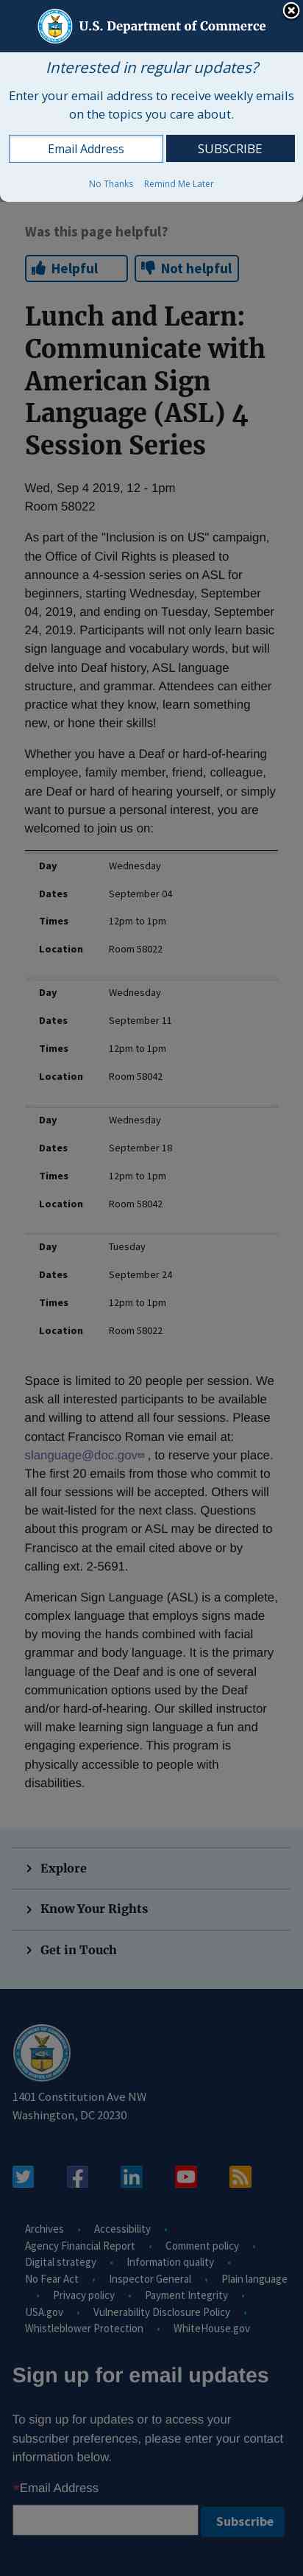 U.S. Department of Commerce
Interested in regular updates?
Enter your email address to receive weekly emails
on the topics you care about.
Email Address
SUBSCRIBE
No Thanks
Remind Me Later
Was this page helpful?
Helpful
Not helpful
Lunch and Learn:
Communicate with
American Sign
Language (ASL) 4
Session Series
Wed, Sep 4 2019, 12 - 1pm
Room 58022
As part of the "Inclusion is on US" campaign,
the Office of Civil Rights is pleased to
announce a 4-session series on ASL for
beginners, starting Wednesday, September
04, 2019, and ending on Tuesday, September
24, 2019. Participants will not only learn basic
sign language and vocabulary words, but will
delve into Deaf history, ASL language
structure, and grammar. Attendees can either
practice what they know, learn something
new, or hone their skills!
Whether you have a Deaf or hard-of-hearing
employee, family member, friend, colleague,
are Deaf or hard of hearing yourself, or simply
want to pursue a personal interest, you are
welcomed to join us on:
Day Wednesday
Dates September 04
Times 12pm to 1pm
Location Room 58022
Day Wednesday
Dates September 11
Times 12pm to 1pm
Location Room 58042
Day Wednesday
Dates September 18
Times 12pm to 1pm
Location Room 58042
Day Tuesday
Dates September 24
Times 12pm to 1pm
Location Room 58022
Space is limited to 20 people per session. We
ask all interested participants to be available
and willing to attend all four sessions. Please
contact Francisco Roman vie email at:
slanguage@doc.gov , to reserve your place.
The first 20 emails from those who commit to
all four sessions will be accepted. Others will
be wait-listed for the next class. Questions
about this program or ASL may be directed to
Francisco at the email cited above or by
calling ext. 2-5691.
American Sign Language (ASL) is a complete,
complex language that employs signs made
by moving the hands combined with facial
grammar and body language. It is the primary
language of the Deaf and is one of several
communication options used by the Deaf
and/or hard-of-hearing. Our skilled instructor
will make learning sign language a fun and
engaging experience. This program is
physically accessible to people with
disabilities.
Explore
Know Your Rights
Get in Touch
1401 Constitution Ave NW
Washington, DC 20230
Archives • Accessibility •
Agency Financial Report • Comment policy •
Digital strategy • Information quality •
No Fear Act • Inspector General • Plain language
• Privacy policy • Payment Integrity •
USA.gov • Vulnerability Disclosure Policy •
Whistleblower Protection • WhiteHouse.gov
Sign up for email updates
To sign up for updates or to access your
subscriber preferences, please enter your contact
information below.
*Email Address
Subscribe